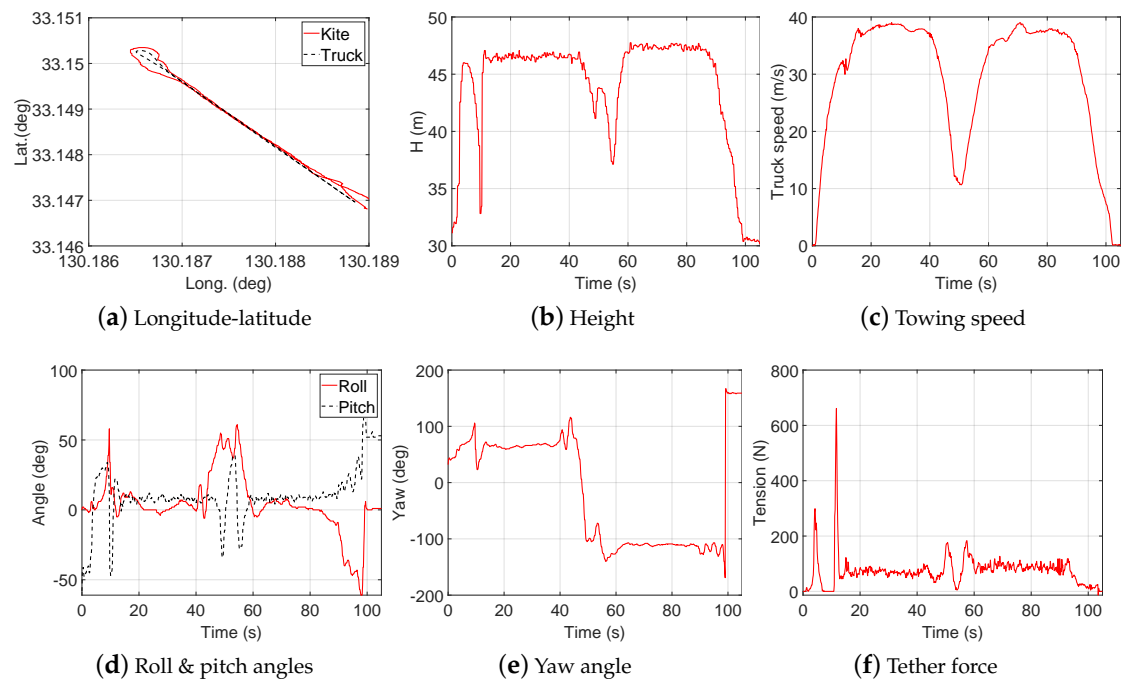 33.151
33.15
33.149
33.148
33.147
33.146
Lat.(deg)
Kite
Truck
130.186 130.187 130.188 130.189
Long. (deg)
(a) Longitude-latitude
50
45
40
35
30
H (m)
0 20 40 60 80 100
Time (s)
(b) Height
40
30
20
10
0
Truck speed (m/s)
0 20 40 60 80 100
Time (s)
(c) Towing speed
100
50
0
-50
Angle (deg)
Roll
Pitch
0 20 40 60 80 100
Time (s)
(d) Roll & pitch angles
200
100
0
-100
-200
Yaw (deg)
0 20 40 60 80 100
Time (s)
(e) Yaw angle
800
600
400
200
0
Tension (N)
0 20 40 60 80 100
Time (s)
(f) Tether force